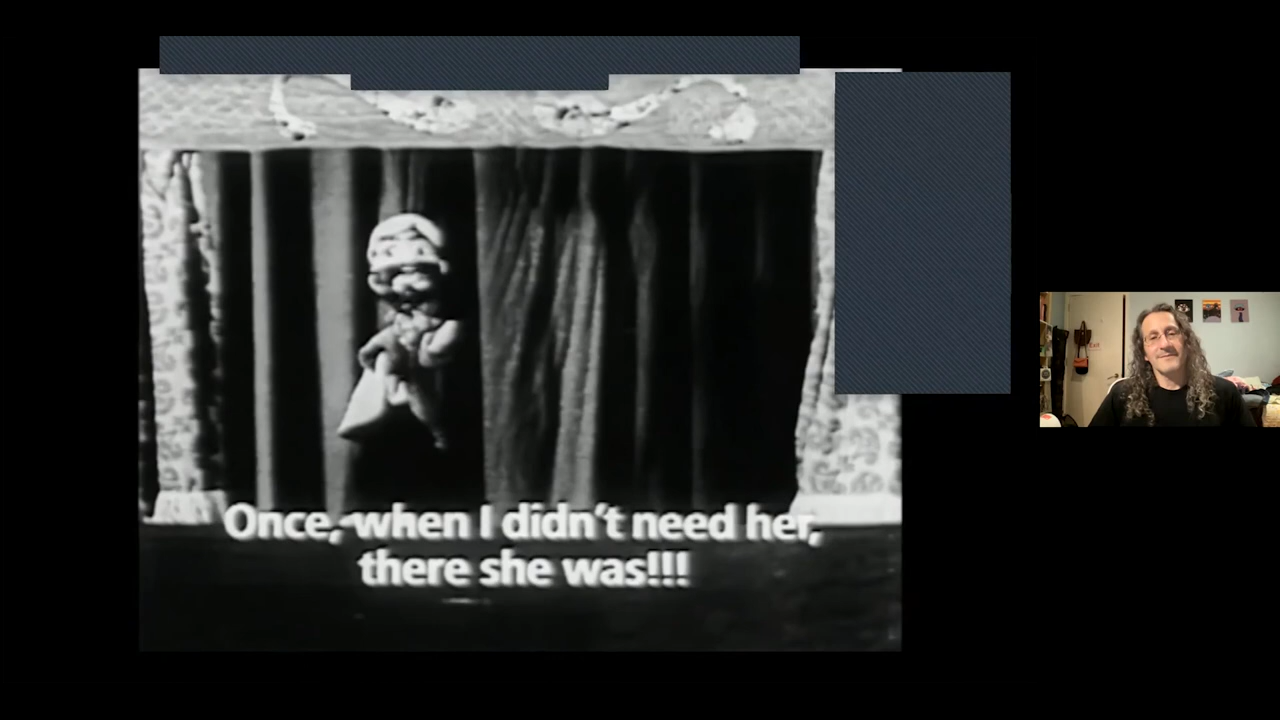 Once, when I didn't need her,
there she was!!!